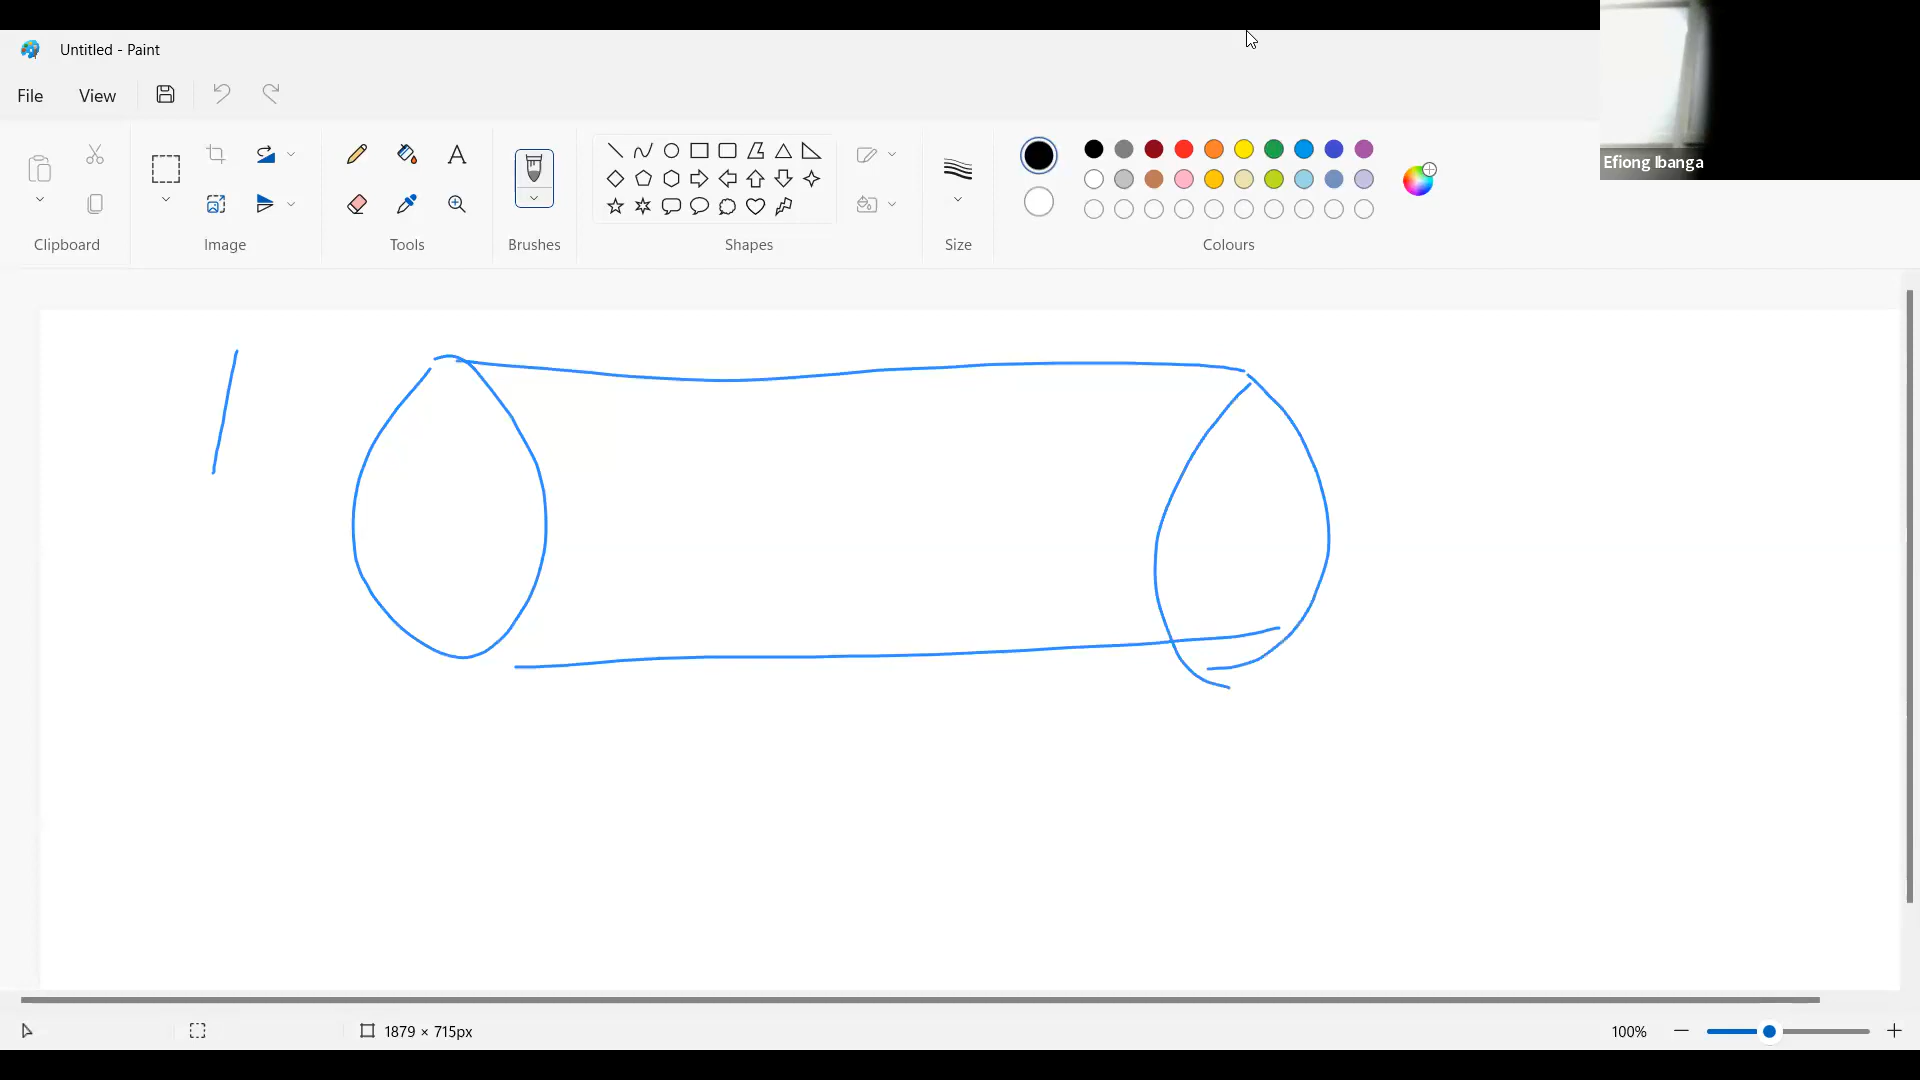 Untitled - Paint
File View
Clipboard Image Tools Brushes Shapes Size Colours
Efiong Ibanga
1879 × 715px 100%